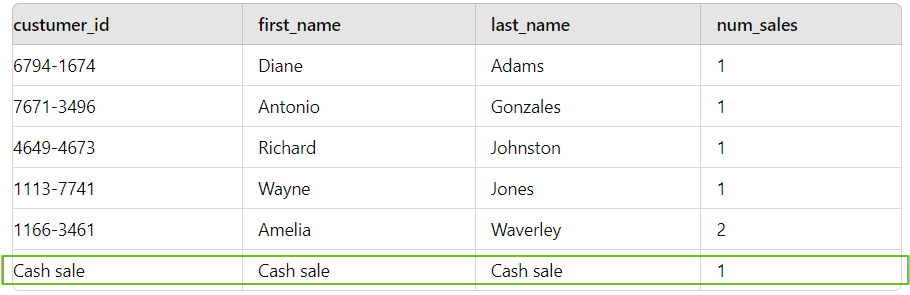 custumer_id first_name last_name num_sales
6794-1674 Diane Adams 1
7671-3496 Antonio Gonzales 1
4649-4673 Richard Johnston 1
1113-7741 Wayne Jones 1
1166-3461 Amelia Waverley 2
Cash sale Cash sale Cash sale 1